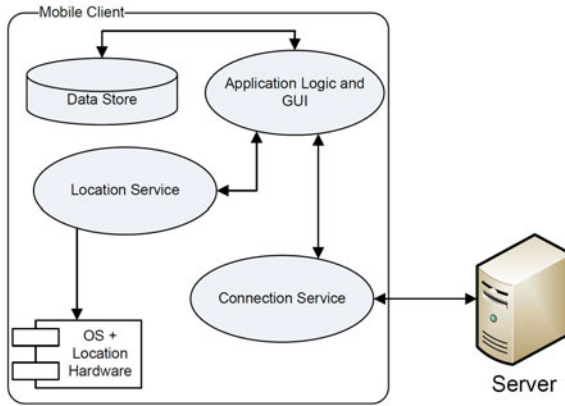 Mobile Client
Data Store
Application Logic and
GUI
Location Service
Connection Service
OS +
Location
Hardware
Server